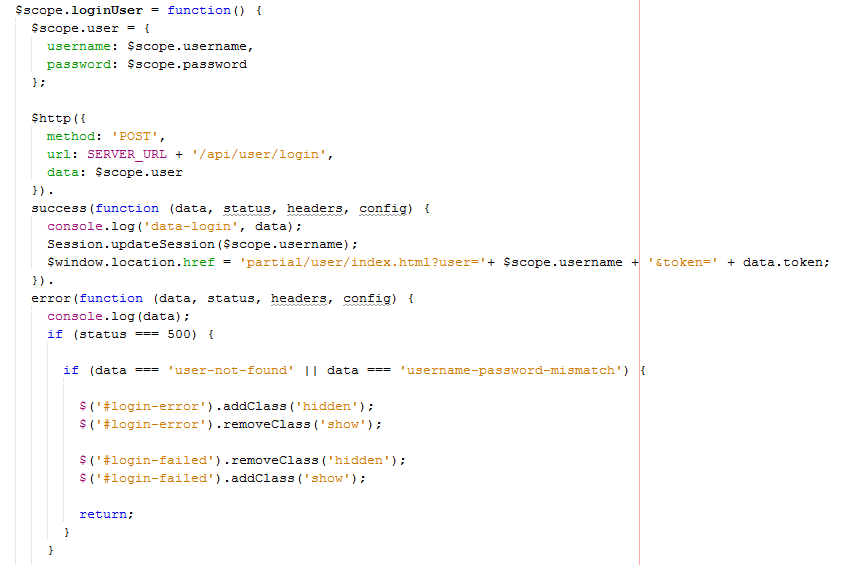 $scope.loginUser = function() {
$scope.user = {
username: $scope.username,
password: $scope.password
};
$http({
method: 'POST',
url: SERVER_URL + '/api/user/login',
data: $scope.user
}).
success(function (data, status, headers, config) {
console.log('data-login', data);
Session.updateSession($scope.username);
$window.location.href = 'partial/user/index.html?user='+ $scope.username + '&token=' + data.token;
}).
error(function (data, status, headers, config) {
console.log(data);
if (status === 500) {
if (data === 'user-not-found' || data === 'username-password-mismatch') {
$('#login-error').addClass('hidden');
$('#login-error').removeClass('show');
$('#login-failed').removeClass('hidden');
$('#login-failed').addClass('show');
return;
}
}